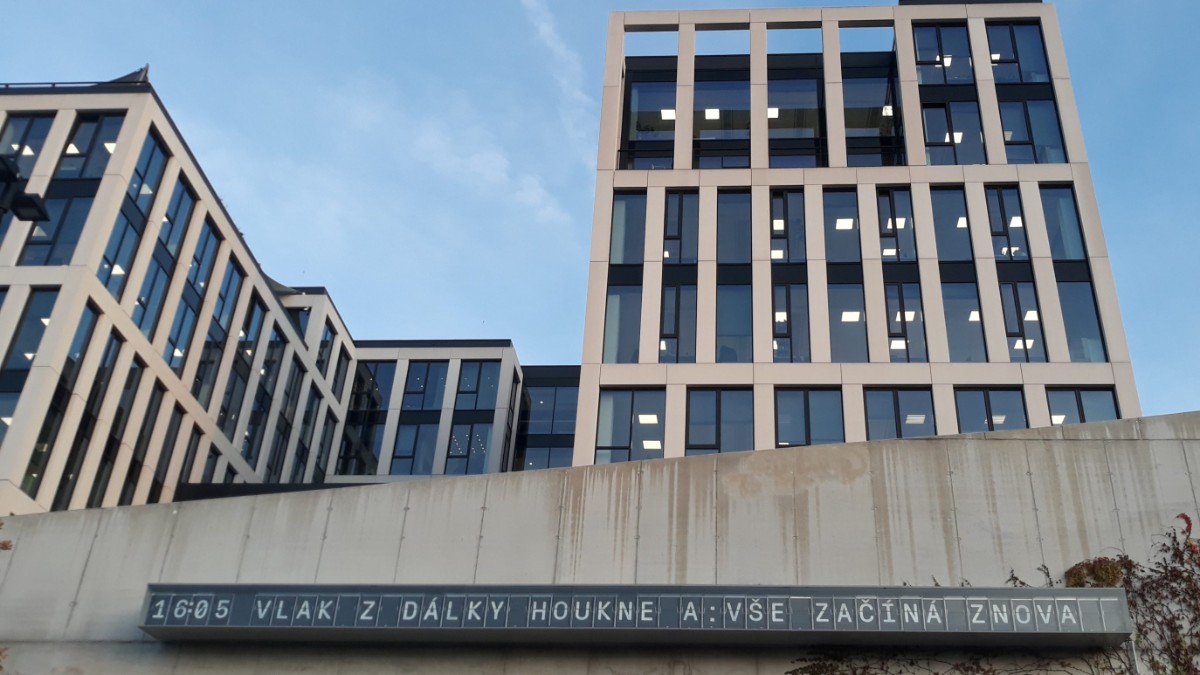 16:05 VLAK Z DÁLKY HOUKNE A:VŠE ZAČÍNÁ ZNOVA